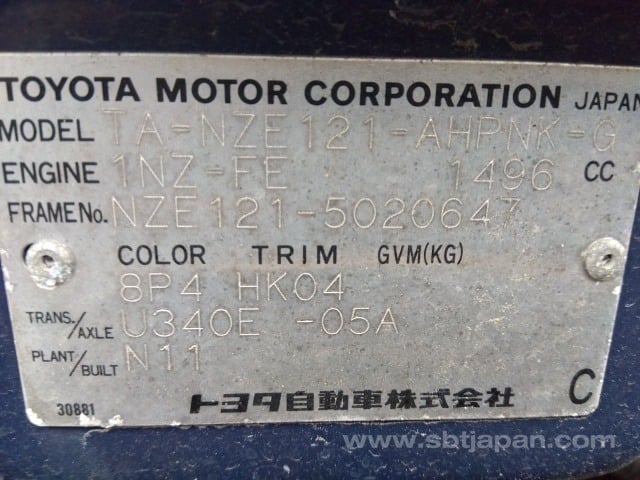 TOYOTA MOTOR CORPORATION JAPAN
MODEL TA-NZE121-AHPNK-G
ENGINE 1NZ-FE 1496 CC
FRAME No. NZE121-5020647
COLOR TRIM GVM(KG)
8P4 HK04
TRANS./AXLE U340E -05A
PLANT/BUILT N11
30881 トヨタ自動車株式会社 C
www.sbtjapan.com